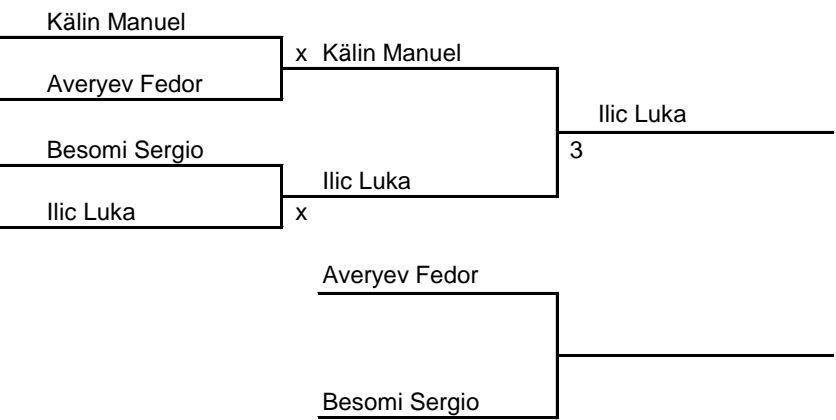 Kälin Manuel
x Kälin Manuel
Averyev Fedor
Ilic Luka
Besomi Sergio
3
Ilic Luka
Ilic Luka
x
Averyev Fedor
Besomi Sergio